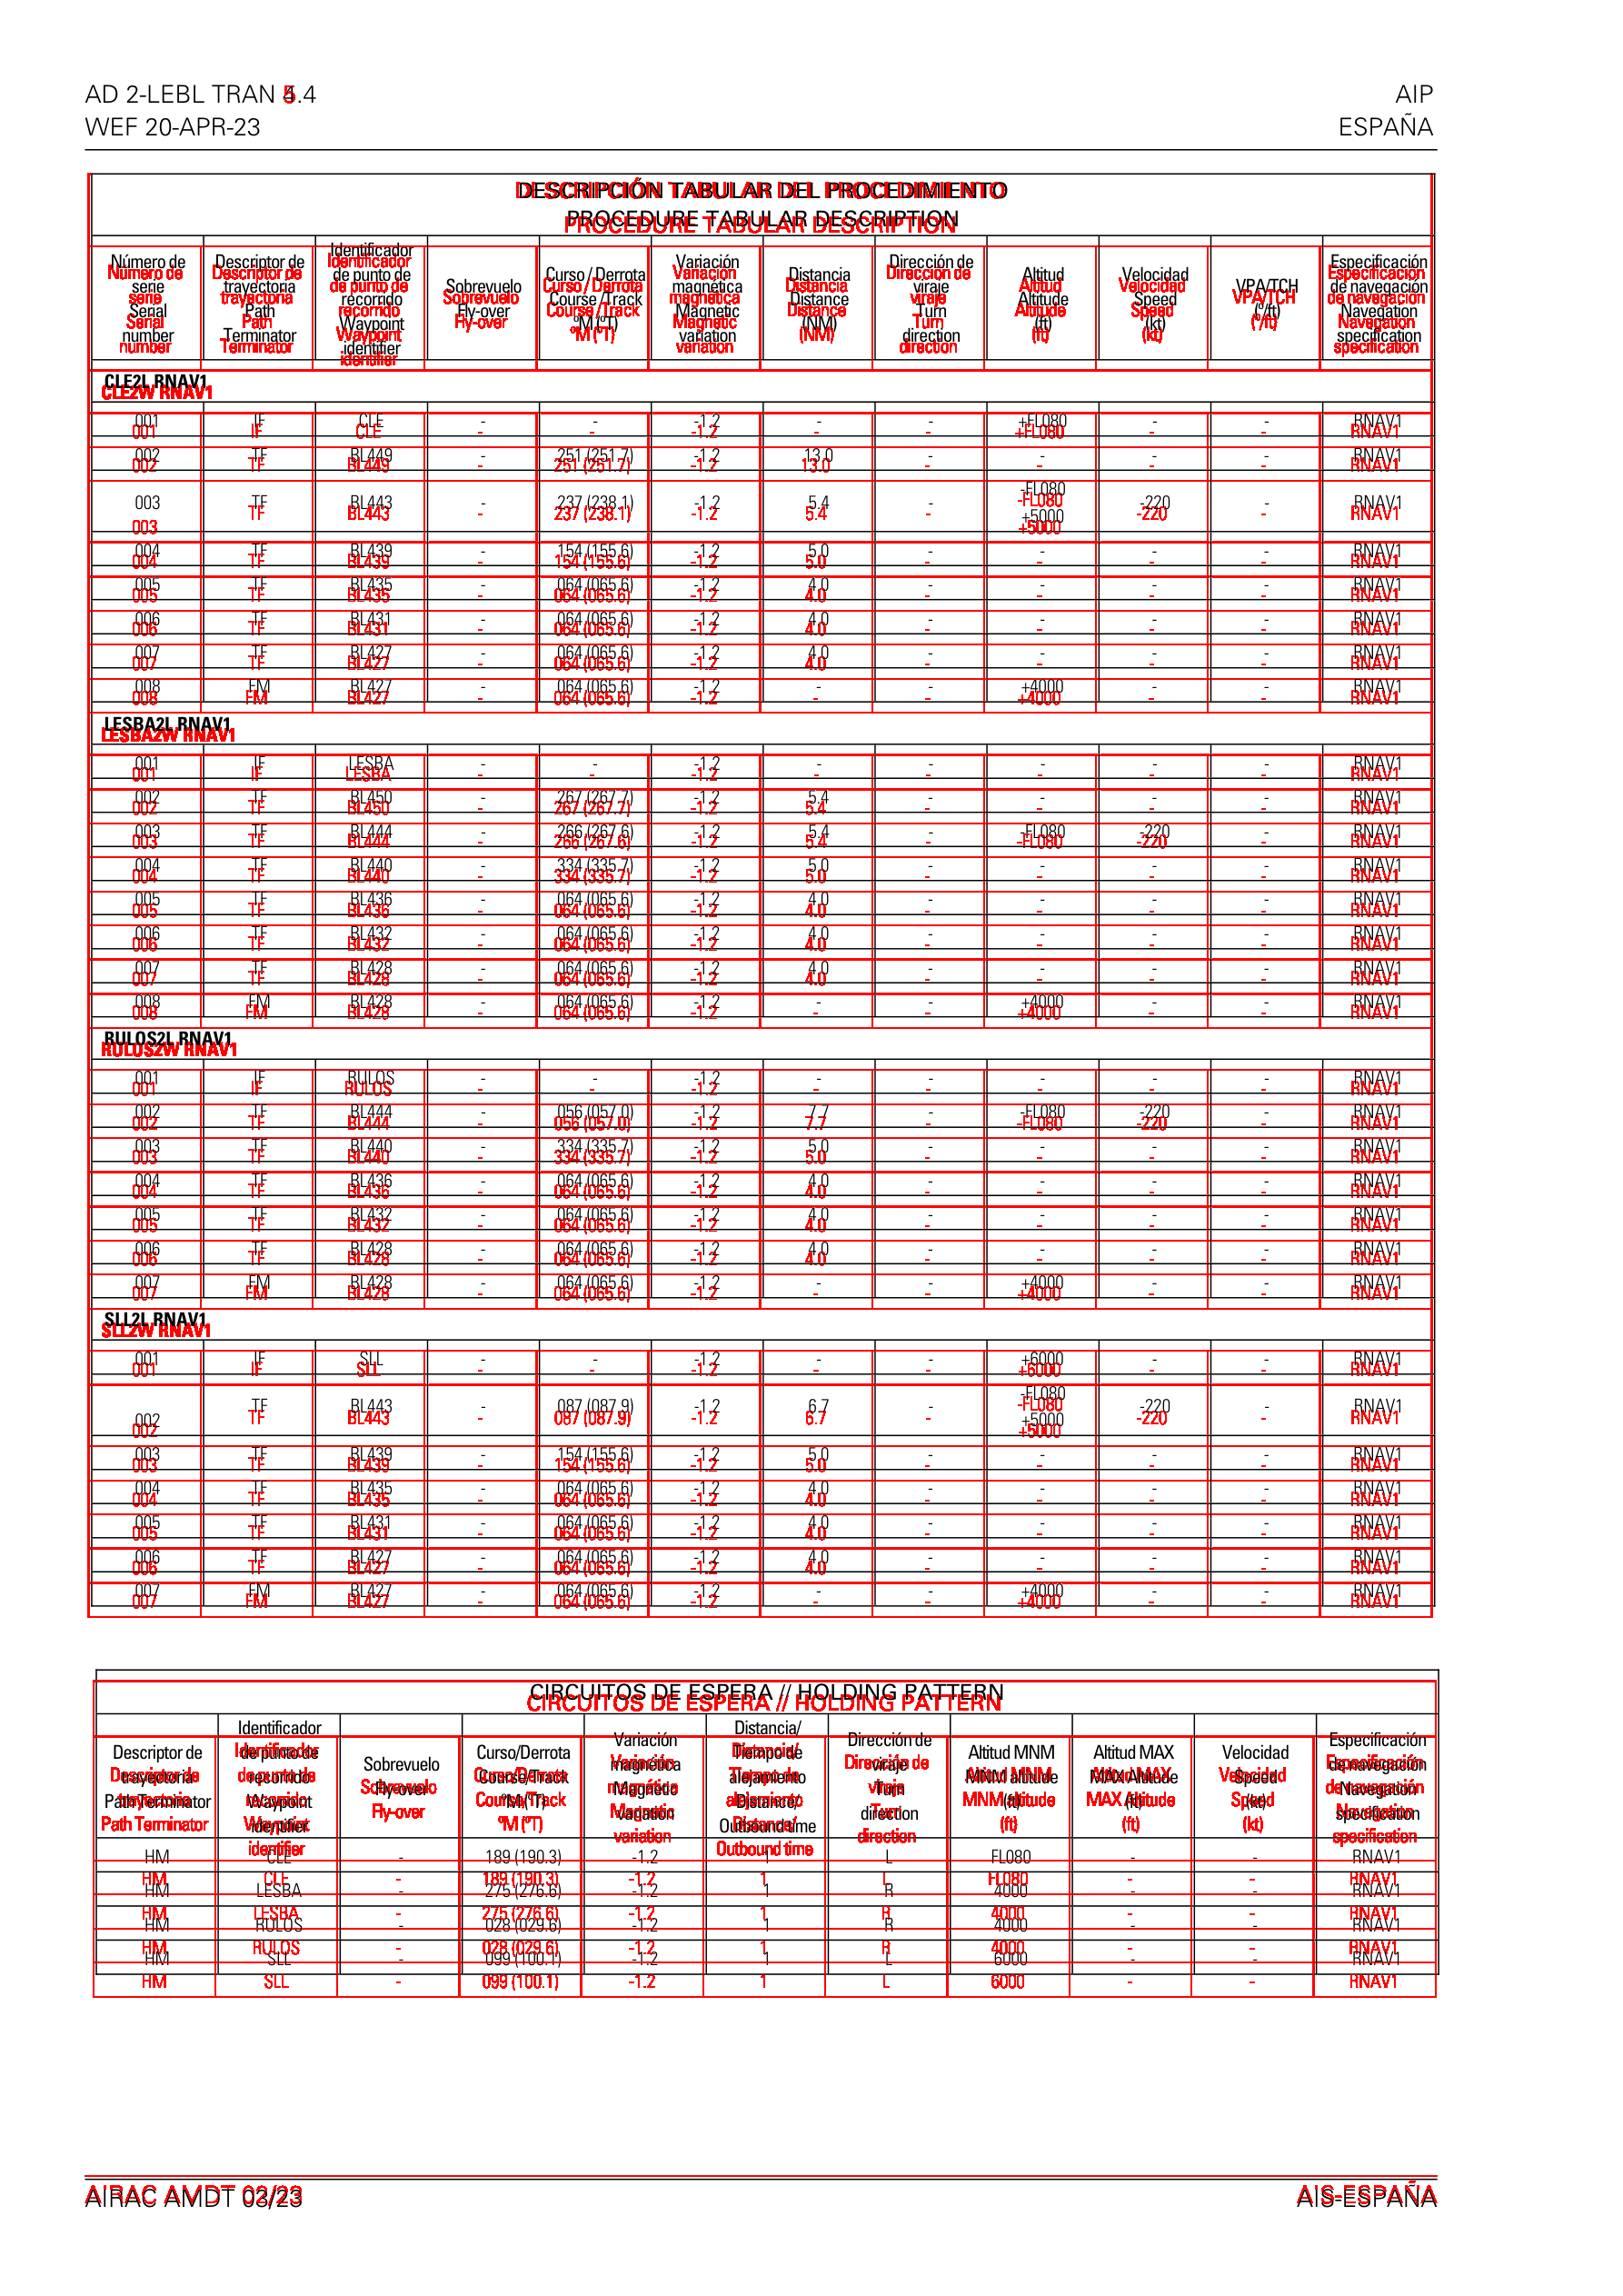 AD 2-LEBL TRAN
AIP
WEF 20-APR-23
ESPAÑA
DESCRIPCIÓN TABULAR DEL PROCEDIMIENTO
PROCEDURE TABULAR DESCRIPTION
Número de serie Serial number
Descriptor de trayectoria Path Terminator
Identificador de punto de recorrido Waypoint identifier
Sobrevuelo Fly-over
Curso / Derrota Course /Track ºM (ºT)
Variación magnética Magnetic variation
Distancia Distance (NM)
Dirección de viraje Turn direction
Altitud Altitude (ft)
Velocidad Speed (kt)
VPA/TCH (º/ft)
Especificación de navegación Navegation specification
CLE2L RNAV1
CLE2W RNAV1
001 IF CLE - - -1.2 - - +FL080 - - RNAV1
002 TF BL449 - 251 (251.7) -1.2 13.0 - - - - RNAV1
003 TF BL443 - 237 (238.1) -1.2 5.4 - -FL080 +5000 -220 - RNAV1
004 TF BL439 - 154 (155.6) -1.2 5.0 - - - - RNAV1
005 TF BL435 - 064 (065.6) -1.2 4.0 - - - - RNAV1
006 TF BL431 - 064 (065.6) -1.2 4.0 - - - - RNAV1
007 TF BL427 - 064 (065.6) -1.2 4.0 - - - - RNAV1
008 FM BL427 - 064 (065.6) -1.2 - - +4000 - - RNAV1
LESBA2L RNAV1
LESBA2W RNAV1
001 IF LESBA - - -1.2 - - - - - RNAV1
002 TF BL450 - 267 (267.7) -1.2 5.4 - - - - RNAV1
003 TF BL444 - 266 (267.6) -1.2 5.4 - -FL080 -220 - RNAV1
004 TF BL440 - 334 (335.7) -1.2 5.0 - - - - RNAV1
005 TF BL436 - 064 (065.6) -1.2 4.0 - - - - RNAV1
006 TF BL432 - 064 (065.6) -1.2 4.0 - - - - RNAV1
007 TF BL428 - 064 (065.6) -1.2 4.0 - - - - RNAV1
008 FM BL428 - 064 (065.6) -1.2 - - +4000 - - RNAV1
RULOS2L RNAV1
RULOS2W RNAV1
001 IF RULOS - - -1.2 - - - - - RNAV1
002 TF BL444 - 056 (057.0) -1.2 7.7 - -FL080 -220 - RNAV1
003 TF BL440 - 334 (335.7) -1.2 5.0 - - - - RNAV1
004 TF BL436 - 064 (065.6) -1.2 4.0 - - - - RNAV1
005 TF BL432 - 064 (065.6) -1.2 4.0 - - - - RNAV1
006 TF BL428 - 064 (065.6) -1.2 4.0 - - - - RNAV1
007 FM BL428 - 064 (065.6) -1.2 - - +4000 - - RNAV1
SLL2L RNAV1
SLL2W RNAV1
001 IF SLL - - -1.2 - - +6000 - - RNAV1
002 TF BL443 - 087 (087.9) -1.2 6.7 - -FL080 +5000 -220 - RNAV1
003 TF BL439 - 154 (155.6) -1.2 5.0 - - - - RNAV1
004 TF BL435 - 064 (065.6) -1.2 4.0 - - - - RNAV1
005 TF BL431 - 064 (065.6) -1.2 4.0 - - - - RNAV1
006 TF BL427 - 064 (065.6) -1.2 4.0 - - - - RNAV1
007 FM BL427 - 064 (065.6) -1.2 - - +4000 - - RNAV1
CIRCUITOS DE ESPERA // HOLDING PATTERN
Descriptor de trayectoria Path Terminator
Identificador de punto de recorrido Waypoint identifier
Sobrevuelo Fly-over
Curso/Derrota Course/Track ºM (ºT)
Variación magnética Magnetic variation
Distancia/ Tiempo de alejamiento Distance/ Outbound time
Dirección de viraje Turn direction
Altitud MNM MNM altitude (ft)
Altitud MAX MAX Altitude (ft)
Velocidad Speed (kt)
Especificación de navegación Navegation specification
HM CLE - 189 (190.3) -1.2 1 L FL080 - - RNAV1
HM LESBA - 275 (276.6) -1.2 1 R 4000 - - RNAV1
HM RULOS - 028 (029.6) -1.2 1 R 4000 - - RNAV1
HM SLL - 099 (100.1) -1.2 1 L 6000 - - RNAV1
AIRAC AMDT
AIS-ESPAÑA